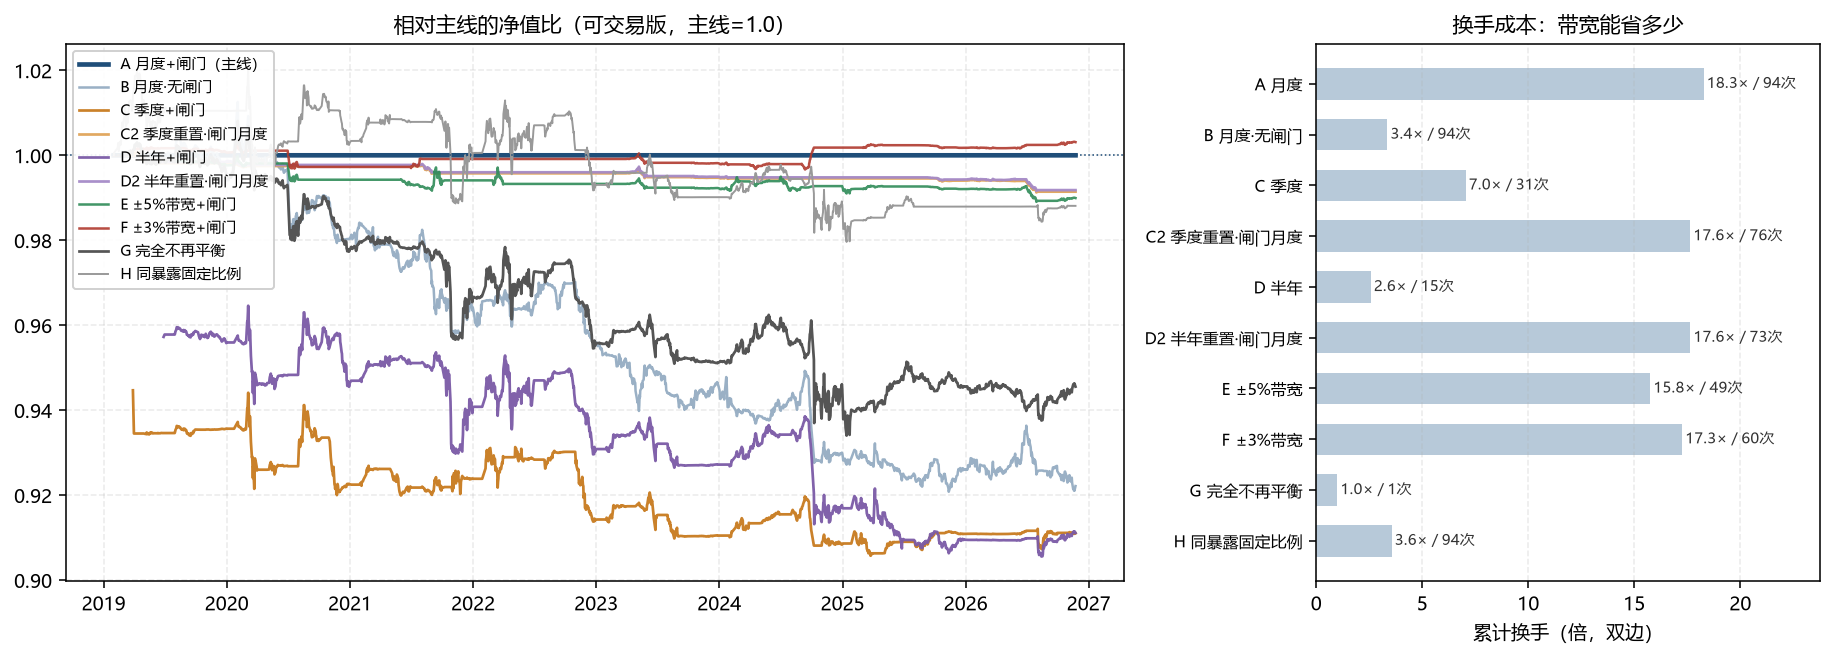 相对主线的净值比（可交易版，主线=1.0）
1.02
1.00
0.98
0.96
0.94
0.92
0.90
A 月度+闸门（主线）
B 月度·无闸门
C 季度+闸门
C2 季度重置·闸门月度
D 半年+闸门
D2 半年重置·闸门月度
E ±5%带宽+闸门
F ±3%带宽+闸门
G 完全不再平衡
H 同暴露固定比例
2019 2020 2021 2022 2023 2024 2025 2026 2027
换手成本：带宽能省多少
A 月度 18.3× / 94次
B 月度·无闸门 3.4× / 94次
C 季度 7.0× / 31次
C2 季度重置·闸门月度 17.6× / 76次
D 半年 2.6× / 15次
D2 半年重置·闸门月度 17.6× / 73次
E ±5%带宽 15.8× / 49次
F ±3%带宽 17.3× / 60次
G 完全不再平衡 1.0× / 1次
H 同暴露固定比例 3.6× / 94次
0 5 10 15 20
累计换手（倍，双边）